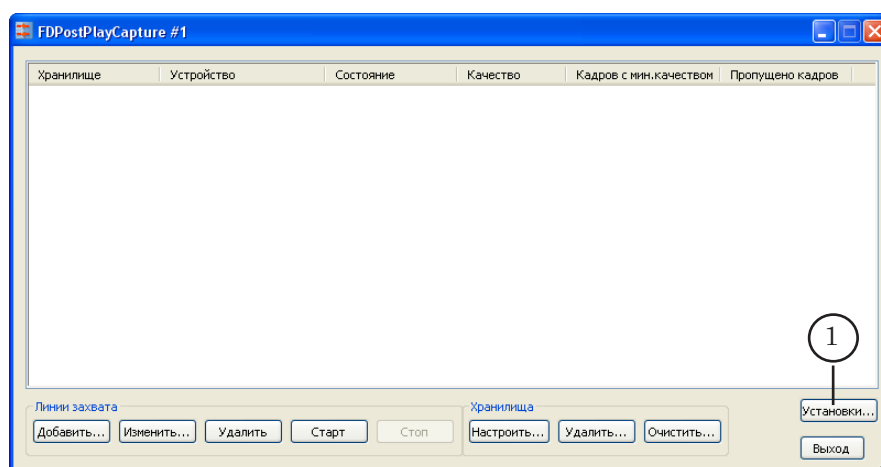 FDPostPlayCapture #1
Хранилище Устройство Состояние Качество Кадров с мин.качеством Пропущено кадров
1
Линии захвата Хранилища Установки...
Добавить... Изменить... Удалить Старт Стоп Настроить... Удалить... Очистить...
Выход